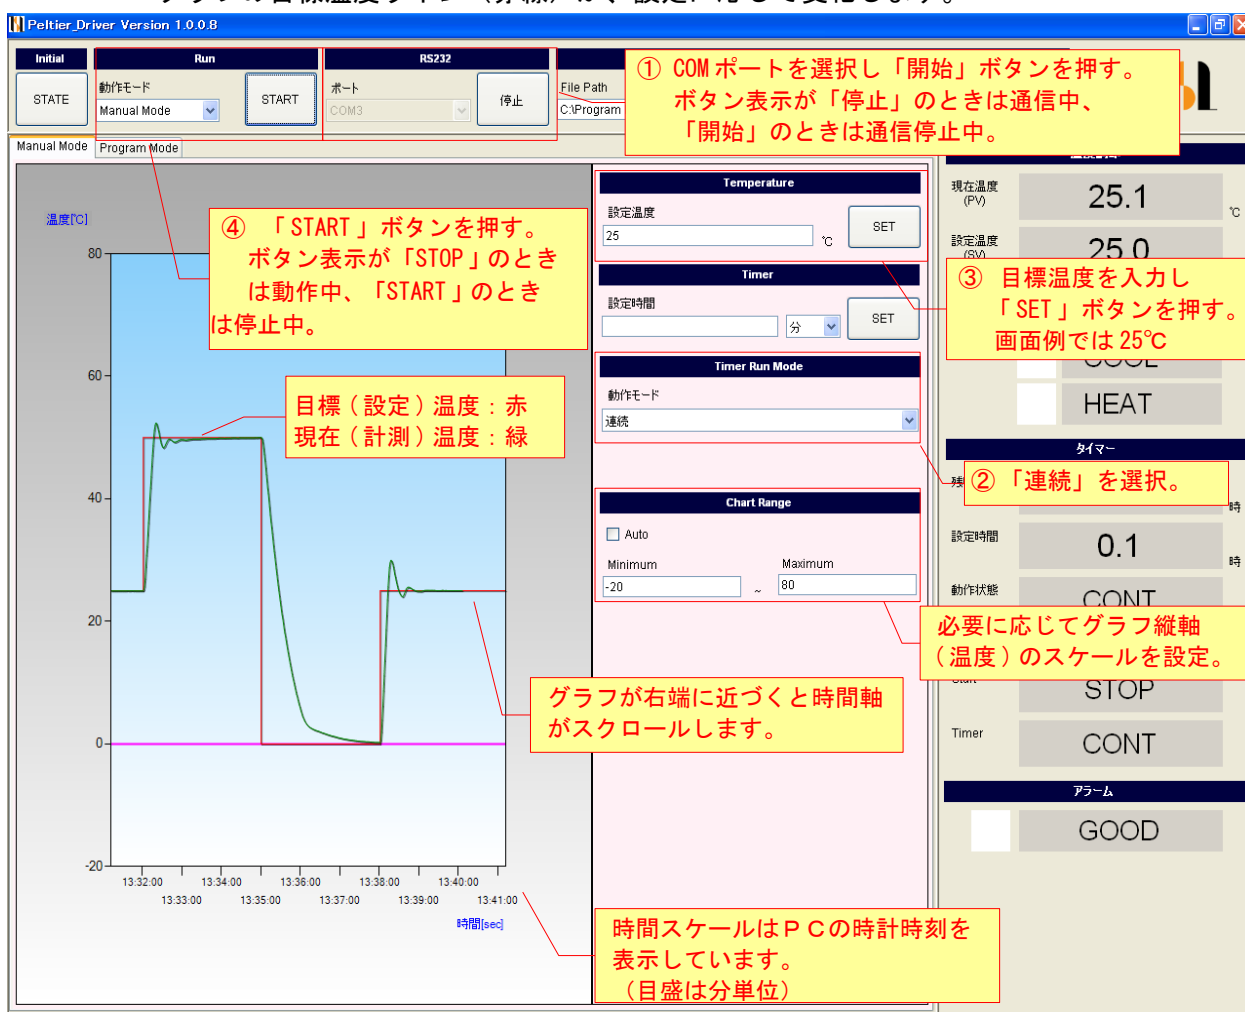 Peltier_Driver Version 1.0.0.8
Initial
Run
RS232
STATE
動作モード
Manual Mode
START
ポート
COM3
停止
File Path
C:\Program
① COMポートを選択し「開始」ボタンを押す。
ボタン表示が「停止」のときは通信中、
「開始」のときは通信停止中。
Manual Mode
Program Mode
温度[℃]
80
60
40
20
0
-20
④ 「START」ボタンを押す。
ボタン表示が「STOP」のとき
は動作中、「START」のとき
は停止中。
目標(設定)温度:赤
現在(計測)温度:緑
グラフが右端に近づくと時間軸
がスクロールします。
13:32:00 13:34:00 13:36:00 13:38:00 13:40:00
13:33:00 13:35:00 13:37:00 13:39:00 13:41:00
時間[sec]
時間スケールはPCの時計時刻を
表示しています。
(目盛は分単位)
Temperature
設定温度
25
℃
SET
Timer
設定時間
分
SET
Timer Run Mode
動作モード
連続
Chart Range
Auto
Minimum
Maximum
-20 ~ 80
③ 目標温度を入力し
「SET」ボタンを押す。
画面例では25℃
② 「連続」を選択。
必要に応じてグラフ縦軸
(温度)のスケールを設定。
現在温度
(PV)
25.1
℃
設定温度
(SV)
25.0
COOL
HEAT
タイマー
残
時
設定時間
0.1
時
動作状態
CONT
Start
STOP
Timer
CONT
アラーム
GOOD